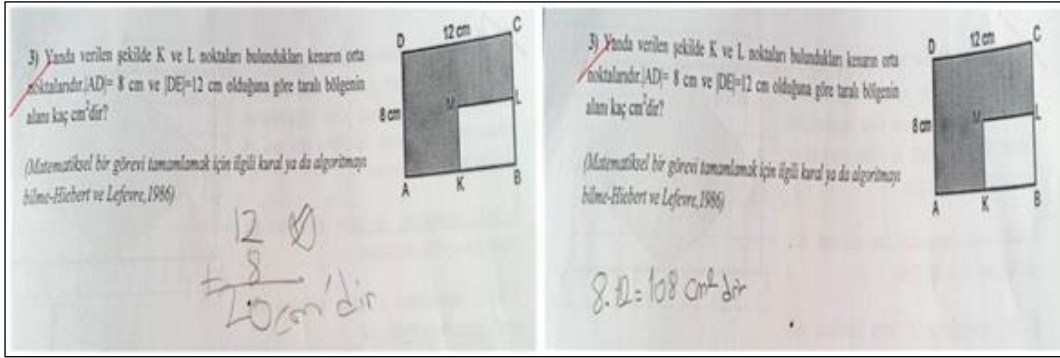 3) Yanda verilen şekilde K ve L noktaları bulundukları kenarın orta
noktalarıdır.|AD|= 8 cm ve |DE|=12 cm olduğuna göre taralı bölgenin
alanı kaç cm²dir?
(Matematiksel bir görevi tamamlamak için ilgili kural ya da algoritmayı
bilme-Hiebert ve Lefevre,1986)
D
12 cm
C
8 cm
M
L
A
K
B
12
+ 8
20 cm'dir
3) Yanda verilen şekilde K ve L noktaları bulundukları kenarın orta
noktalarıdır.|AD|= 8 cm ve |DE|=12 cm olduğuna göre taralı bölgenin
alanı kaç cm²dir?
(Matematiksel bir görevi tamamlamak için ilgili kural ya da algoritmayı
bilme-Hiebert ve Lefevre,1986)
D
12 cm
C
8 cm
M
L
A
K
B
8.12=108 cm² dir